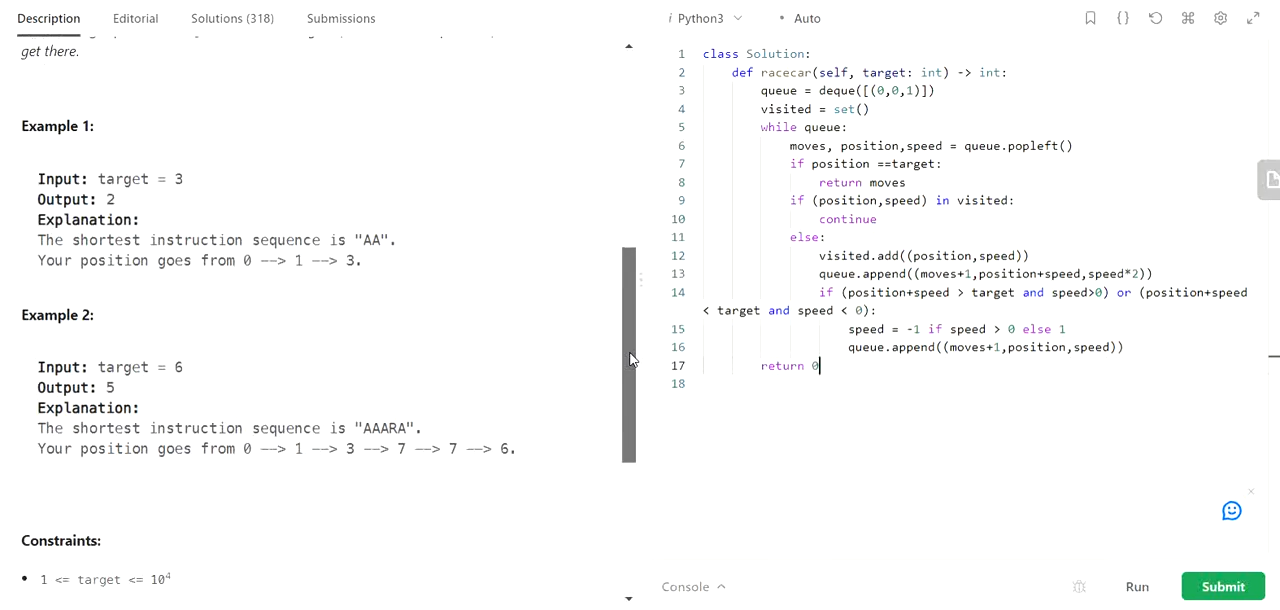 Description Editorial Solutions (318) Submissions
get there.
Example 1:
Input: target = 3
Output: 2
Explanation:
The shortest instruction sequence is "AA".
Your position goes from 0 --> 1 --> 3.
Example 2:
Input: target = 6
Output: 5
Explanation:
The shortest instruction sequence is "AAARA".
Your position goes from 0 --> 1 --> 3 --> 7 --> 7 --> 6.
Constraints:
• 1 <= target <= 10⁴
i Python3 • Auto
1 class Solution:
2 def racecar(self, target: int) -> int:
3 queue = deque([(0,0,1)])
4 visited = set()
5 while queue:
6 moves, position,speed = queue.popleft()
7 if position ==target:
8 return moves
9 if (position,speed) in visited:
10 continue
11 else:
12 visited.add((position,speed))
13 queue.append((moves+1,position+speed,speed*2))
14 if (position+speed > target and speed>0) or (position+speed
< target and speed < 0):
15 speed = -1 if speed > 0 else 1
16 queue.append((moves+1,position,speed))
17 return 0
18
Console Run Submit